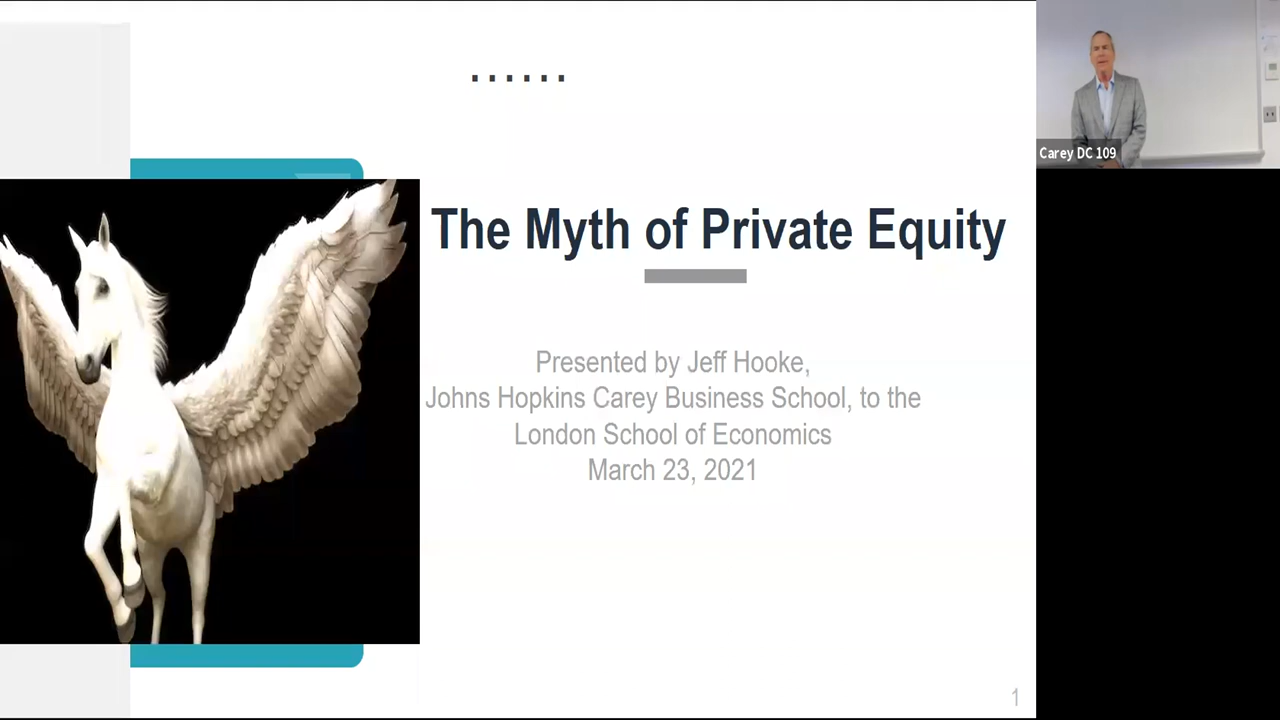 ......
The Myth of Private Equity
Presented by Jeff Hooke,
Johns Hopkins Carey Business School, to the
London School of Economics
March 23, 2021
1
Carey DC 109